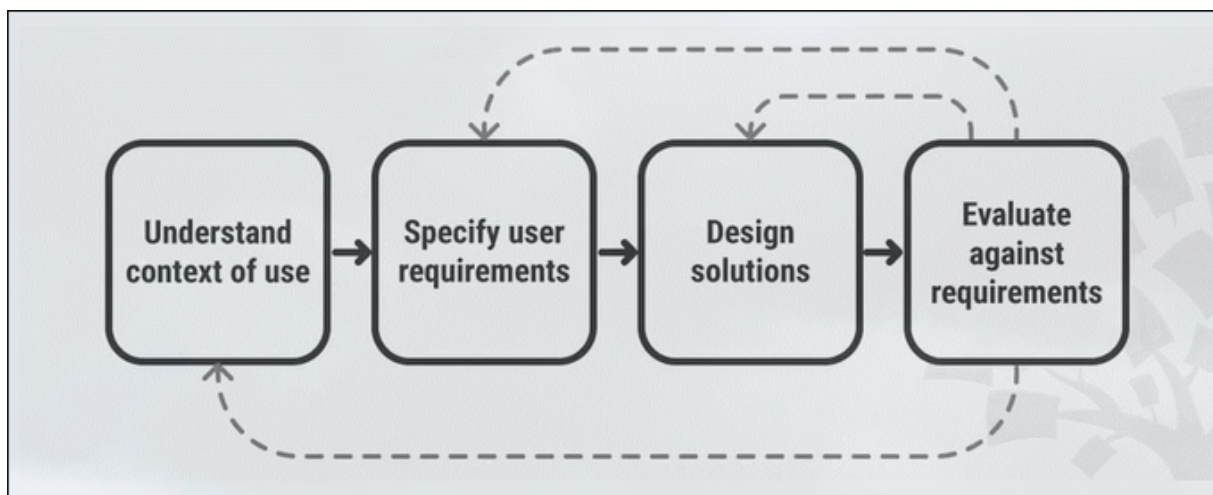 Understand
context of use
Specify user
requirements
Design
solutions
Evaluate
against
requirements